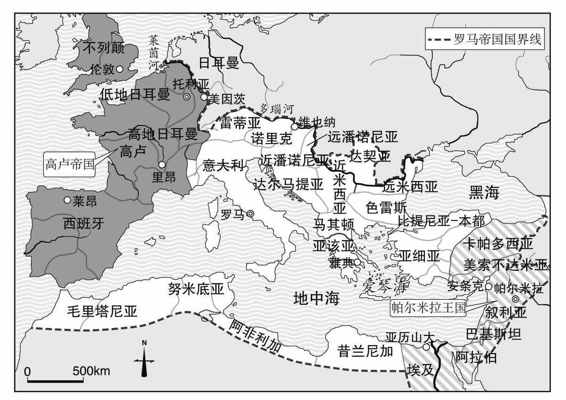 罗马帝国国界线
不列颠
伦敦
莱茵河
日耳曼
托利亚
美因茨
低地日耳曼
多瑙河
维也纳
雷蒂亚
诺里克
远潘诺尼亚
高地日耳曼
高卢
高卢帝国
里昂
意大利
近潘诺尼亚
达契亚
近米西亚
远米西亚
达尔马提亚
黑海
莱昂
西班牙
罗马
色雷斯
马其顿
比提尼亚-本都
亚该亚
雅典
亚细亚
卡帕多西亚
美索不达米亚
爱琴海
安条克
帕尔米拉
帕尔米拉王国
叙利亚
地中海
努米底亚
毛里塔尼亚
阿非利加
昔兰尼加
亚历山大
巴基斯坦
阿拉伯
埃及
N
0
500km